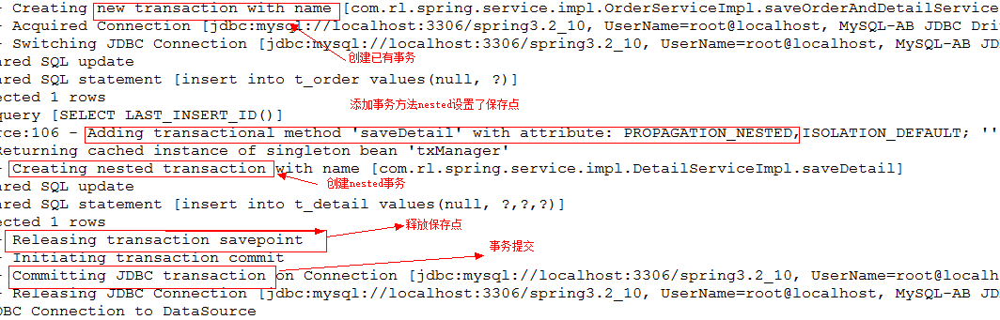 - Creating new transaction with name [com.rl.spring.service.impl.OrderServiceImpl.saveOrderAndDetailService
- Acquired Connection [jdbc:mysql://localhost:3306/spring3.2_10, UserName=root@localhost, MySQL-AB JDBC Dri
- Switching JDBC Connection [jdbc:mysql://localhost:3306/spring3.2_10, UserName=root@localhost, MySQL-AB JD
创建已有事务
ared SQL update
ared SQL statement [insert into t_order values(null, ?)]
ected 1 rows
添加事务方法nested设置了保存点
query [SELECT LAST_INSERT_ID()]
rce:106 - Adding transactional method 'saveDetail' with attribute: PROPAGATION_NESTED,ISOLATION_DEFAULT; ''
Returning cached instance of singleton bean 'txManager'
- Creating nested transaction with name [com.rl.spring.service.impl.DetailServiceImpl.saveDetail]
创建nested事务
ared SQL update
ared SQL statement [insert into t_detail values(null, ?,?,?)]
ected 1 rows
释放保存点
- Releasing transaction savepoint
事务提交
- Initiating transaction commit
- Committing JDBC transaction on Connection [jdbc:mysql://localhost:3306/spring3.2_10, UserName=root@localh
- Releasing JDBC Connection [jdbc:mysql://localhost:3306/spring3.2_10, UserName=root@localhost, MySQL-AB JD
DBC Connection to DataSource